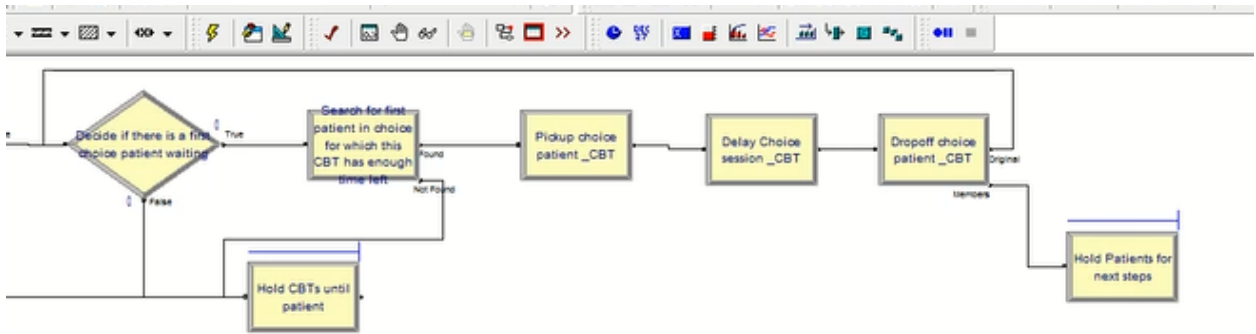 Decide if there is a first
choice patient waiting
0
True
0
False
Search for first
patient in choice
for which this
CBT has enough
time left
Found
Not Found
Pickup choice
patient _CBT
Delay Choice
session _CBT
Dropoff choice
patient _CBT
Original
Members
Hold CBTs until
patient
Hold Patients for
next steps